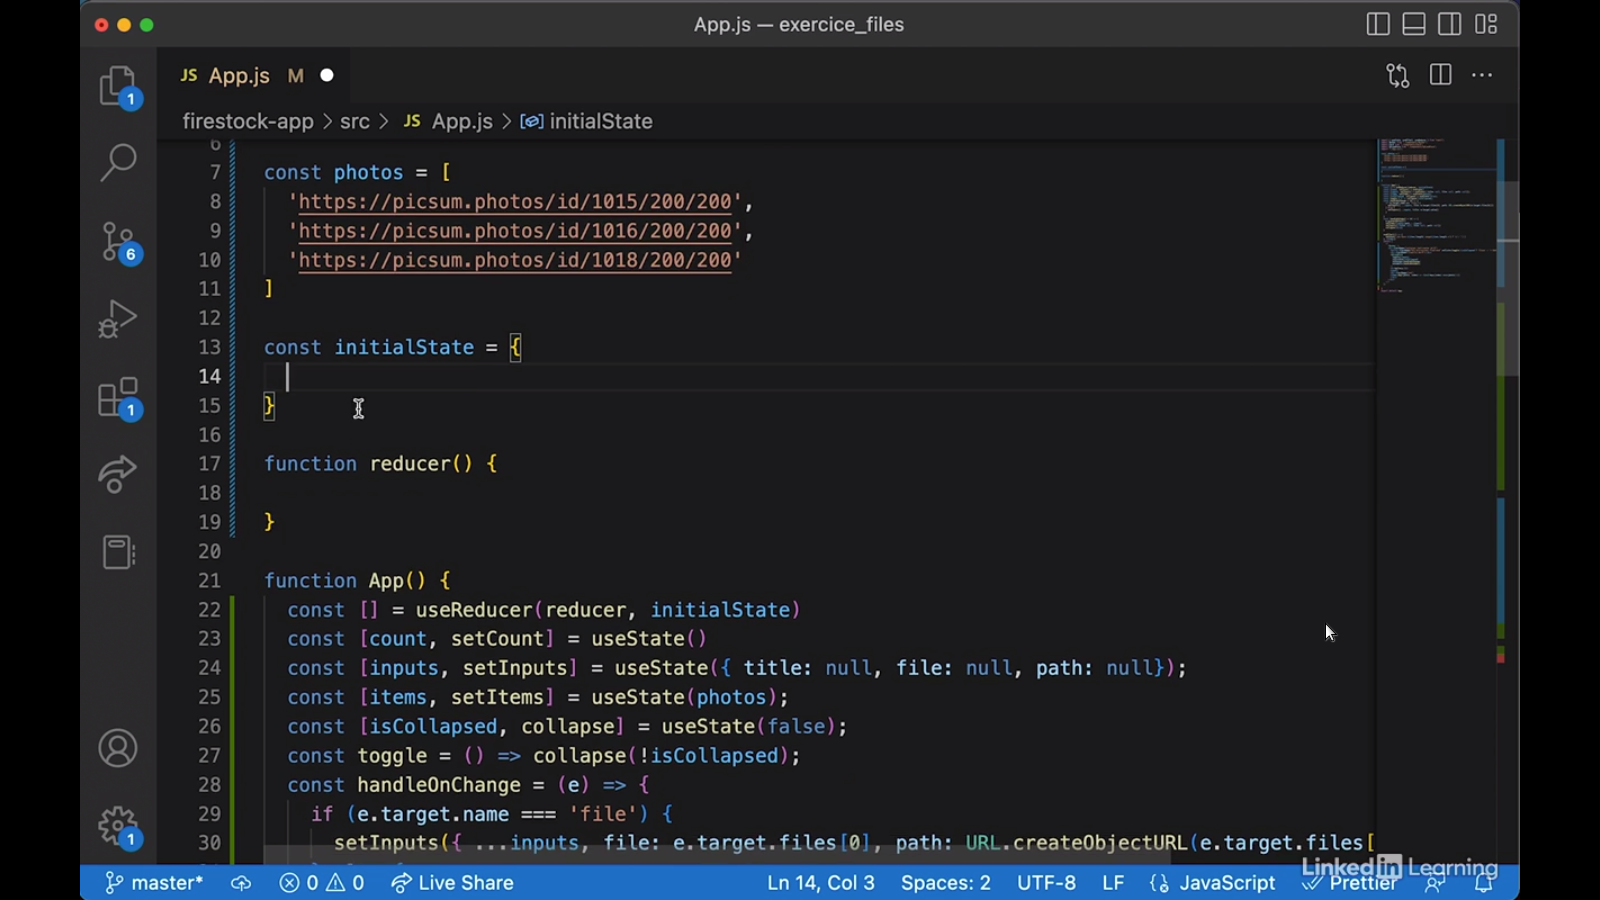 App.js — exercice_files
JS App.js M
firestock-app > src > JS App.js > initialState
6
7 const photos = [
8 'https://picsum.photos/id/1015/200/200',
9 'https://picsum.photos/id/1016/200/200',
10 'https://picsum.photos/id/1018/200/200'
11 ]
12
13 const initialState = {
14
15 }
16
17 function reducer() {
18
19 }
20
21 function App() {
22 const [] = useReducer(reducer, initialState)
23 const [count, setCount] = useState()
24 const [inputs, setInputs] = useState({ title: null, file: null, path: null});
25 const [items, setItems] = useState(photos);
26 const [isCollapsed, collapse] = useState(false);
27 const toggle = () => collapse(!isCollapsed);
28 const handleOnChange = (e) => {
29 if (e.target.name === 'file') {
30 setInputs({ ...inputs, file: e.target.files[0], path: URL.createObjectURL(e.target.files[
1
6
1
1
LinkedIn Learning
master* 0 0 Live Share Ln 14, Col 3 Spaces: 2 UTF-8 LF {} JavaScript Prettier